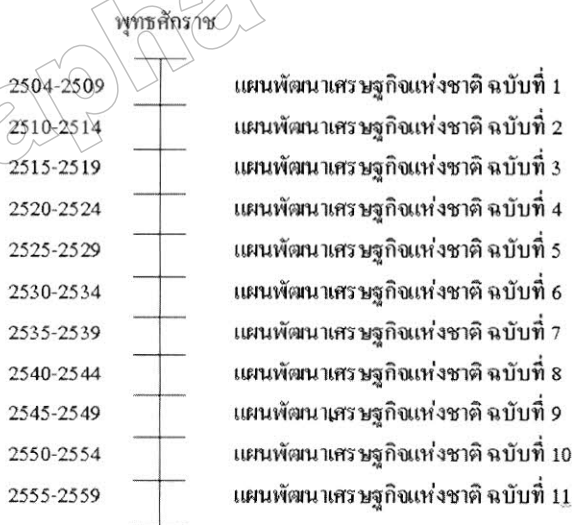 พุทธศักราช
2504-2509 แผนพัฒนาเศรษฐกิจแห่งชาติ ฉบับที่ 1
2510-2514 แผนพัฒนาเศรษฐกิจแห่งชาติ ฉบับที่ 2
2515-2519 แผนพัฒนาเศรษฐกิจแห่งชาติ ฉบับที่ 3
2520-2524 แผนพัฒนาเศรษฐกิจแห่งชาติ ฉบับที่ 4
2525-2529 แผนพัฒนาเศรษฐกิจแห่งชาติ ฉบับที่ 5
2530-2534 แผนพัฒนาเศรษฐกิจแห่งชาติ ฉบับที่ 6
2535-2539 แผนพัฒนาเศรษฐกิจแห่งชาติ ฉบับที่ 7
2540-2544 แผนพัฒนาเศรษฐกิจแห่งชาติ ฉบับที่ 8
2545-2549 แผนพัฒนาเศรษฐกิจแห่งชาติ ฉบับที่ 9
2550-2554 แผนพัฒนาเศรษฐกิจแห่งชาติ ฉบับที่ 10
2555-2559 แผนพัฒนาเศรษฐกิจแห่งชาติ ฉบับที่ 11